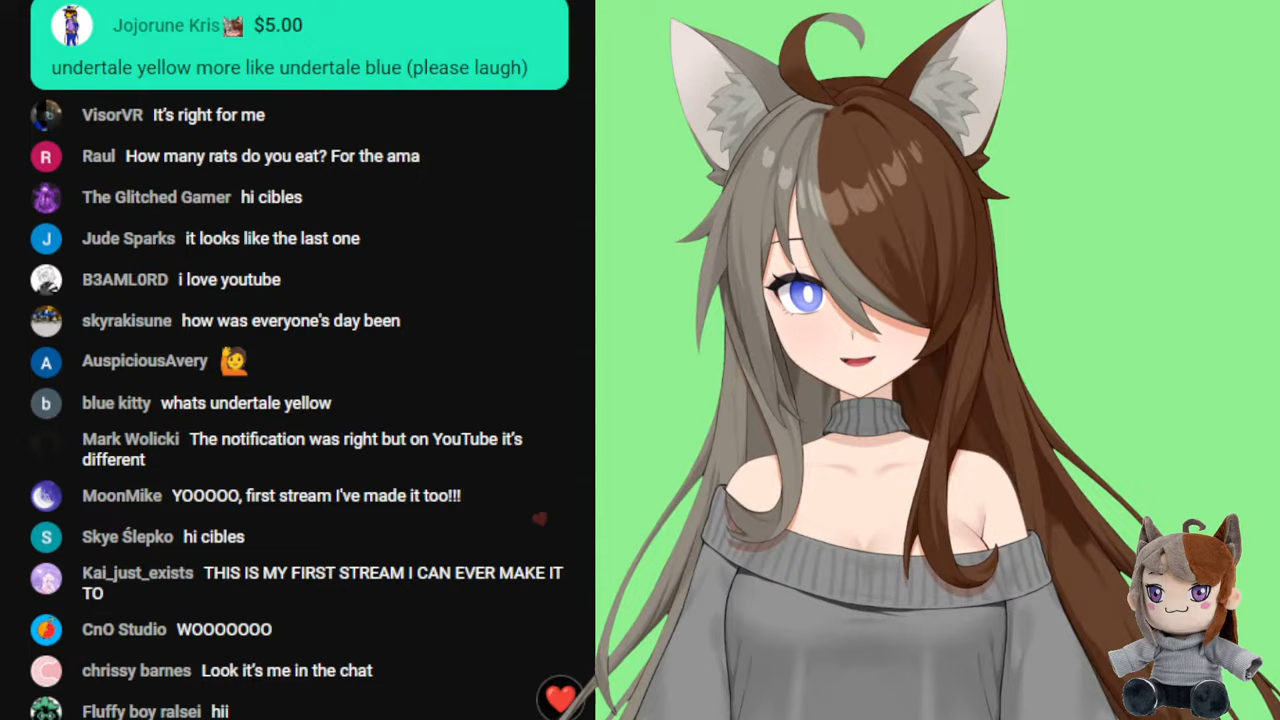 Jojorune Kris $5.00
undertale yellow more like undertale blue (please laugh)
VisorVR It's right for me
R Raul How many rats do you eat? For the ama
The Glitched Gamer hi cibles
J Jude Sparks it looks like the last one
B3AML0RD i love youtube
skyrakisune how was everyone's day been
A AuspiciousAvery 🙋
b blue kitty whats undertale yellow
Mark Wolicki The notification was right but on YouTube it's
different
MoonMike YOOOOO, first stream I've made it too!!!
S Skye Ślepko hi cibles
Kai_just_exists THIS IS MY FIRST STREAM I CAN EVER MAKE IT
TO
CnO Studio WOOOOOOO
chrissy barnes Look it's me in the chat
Fluffy boy ralsei hii